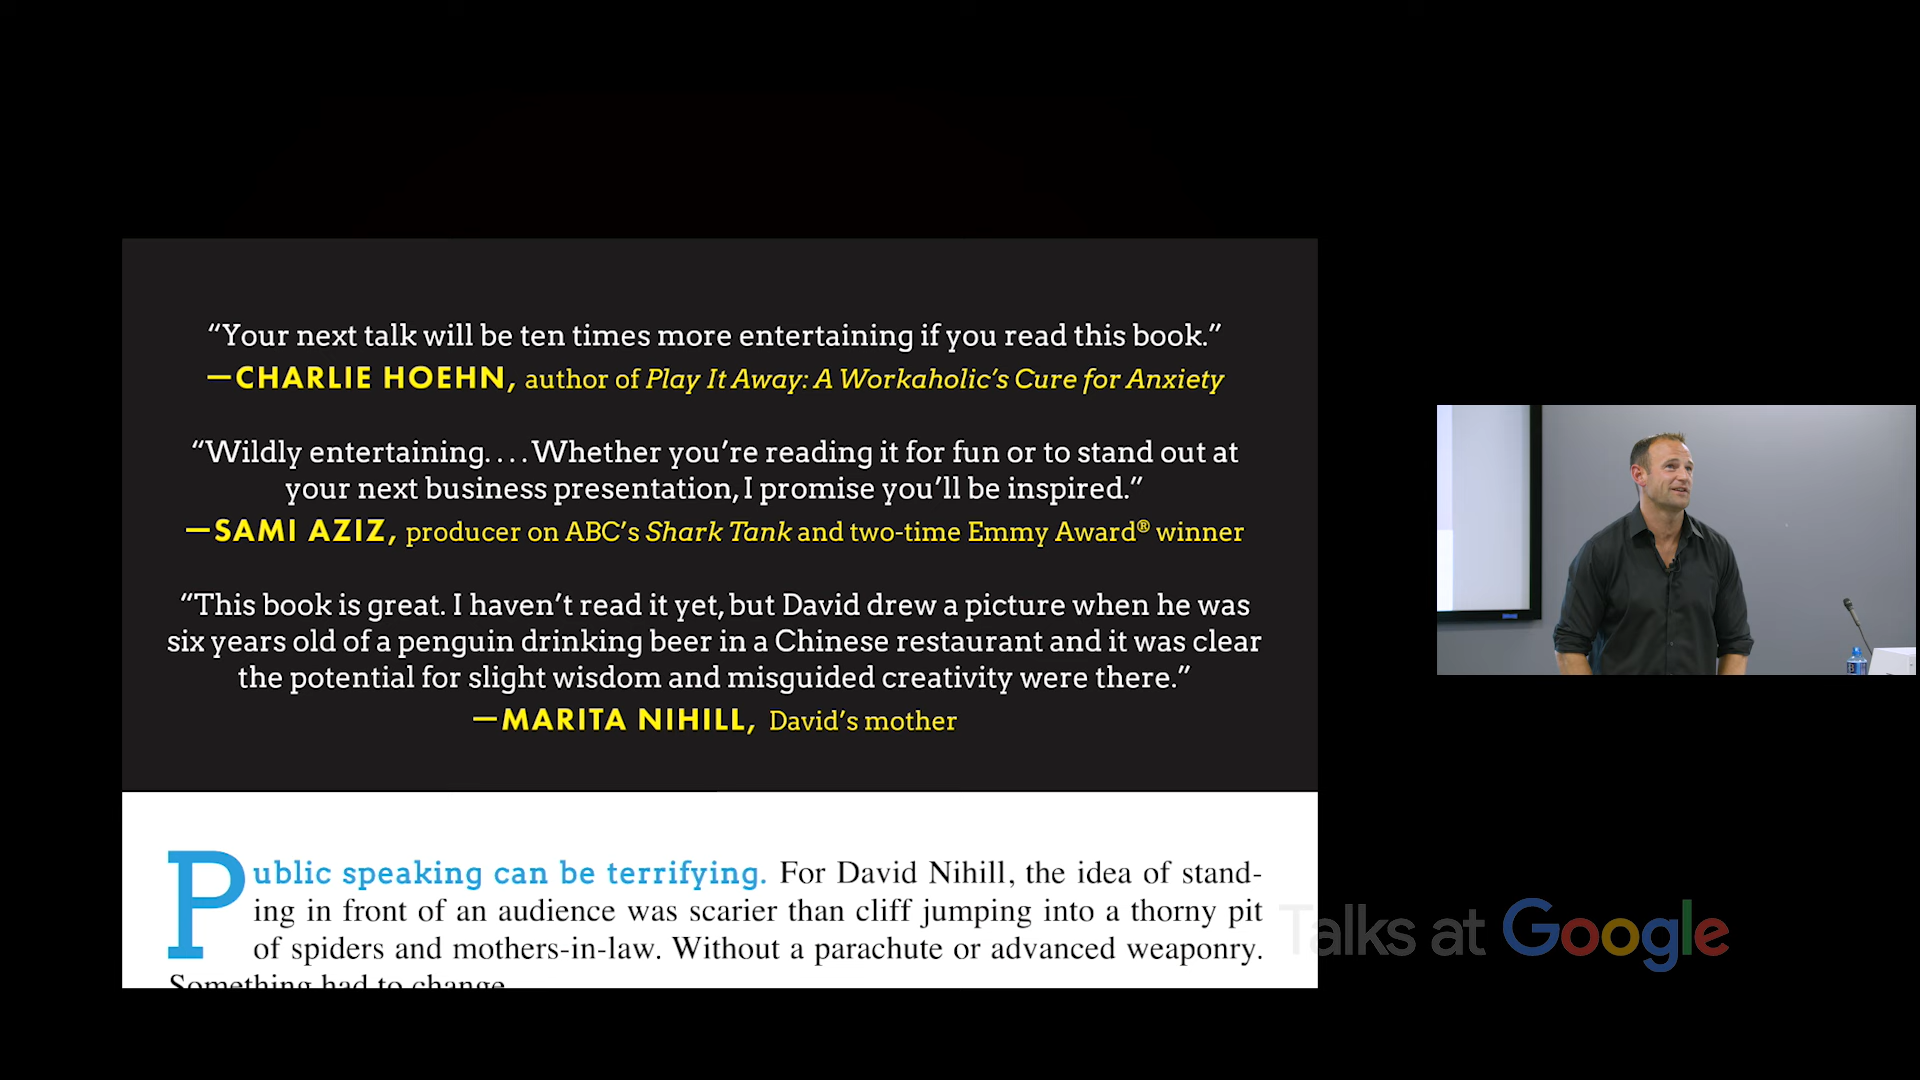 “Your next talk will be ten times more entertaining if you read this book.”
—CHARLIE HOEHN, author of Play It Away: A Workaholic’s Cure for Anxiety
“Wildly entertaining. . . . Whether you’re reading it for fun or to stand out at
your next business presentation, I promise you’ll be inspired.”
—SAMI AZIZ, producer on ABC’s Shark Tank and two-time Emmy Award® winner
“This book is great. I haven’t read it yet, but David drew a picture when he was
six years old of a penguin drinking beer in a Chinese restaurant and it was clear
the potential for slight wisdom and misguided creativity were there.”
—MARITA NIHILL, David’s mother
Public speaking can be terrifying. For David Nihill, the idea of stand-
ing in front of an audience was scarier than cliff jumping into a thorny pit
of spiders and mothers-in-law. Without a parachute or advanced weaponry.
Something had to change.
Talks at Google